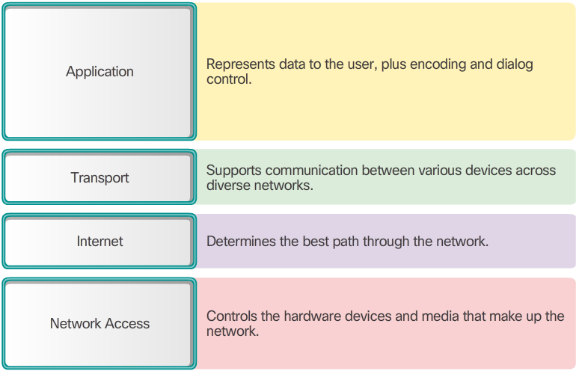 Application
Represents data to the user, plus encoding and dialog
control.
Transport
Supports communication between various devices across
diverse networks.
Internet
Determines the best path through the network.
Network Access
Controls the hardware devices and media that make up the
network.